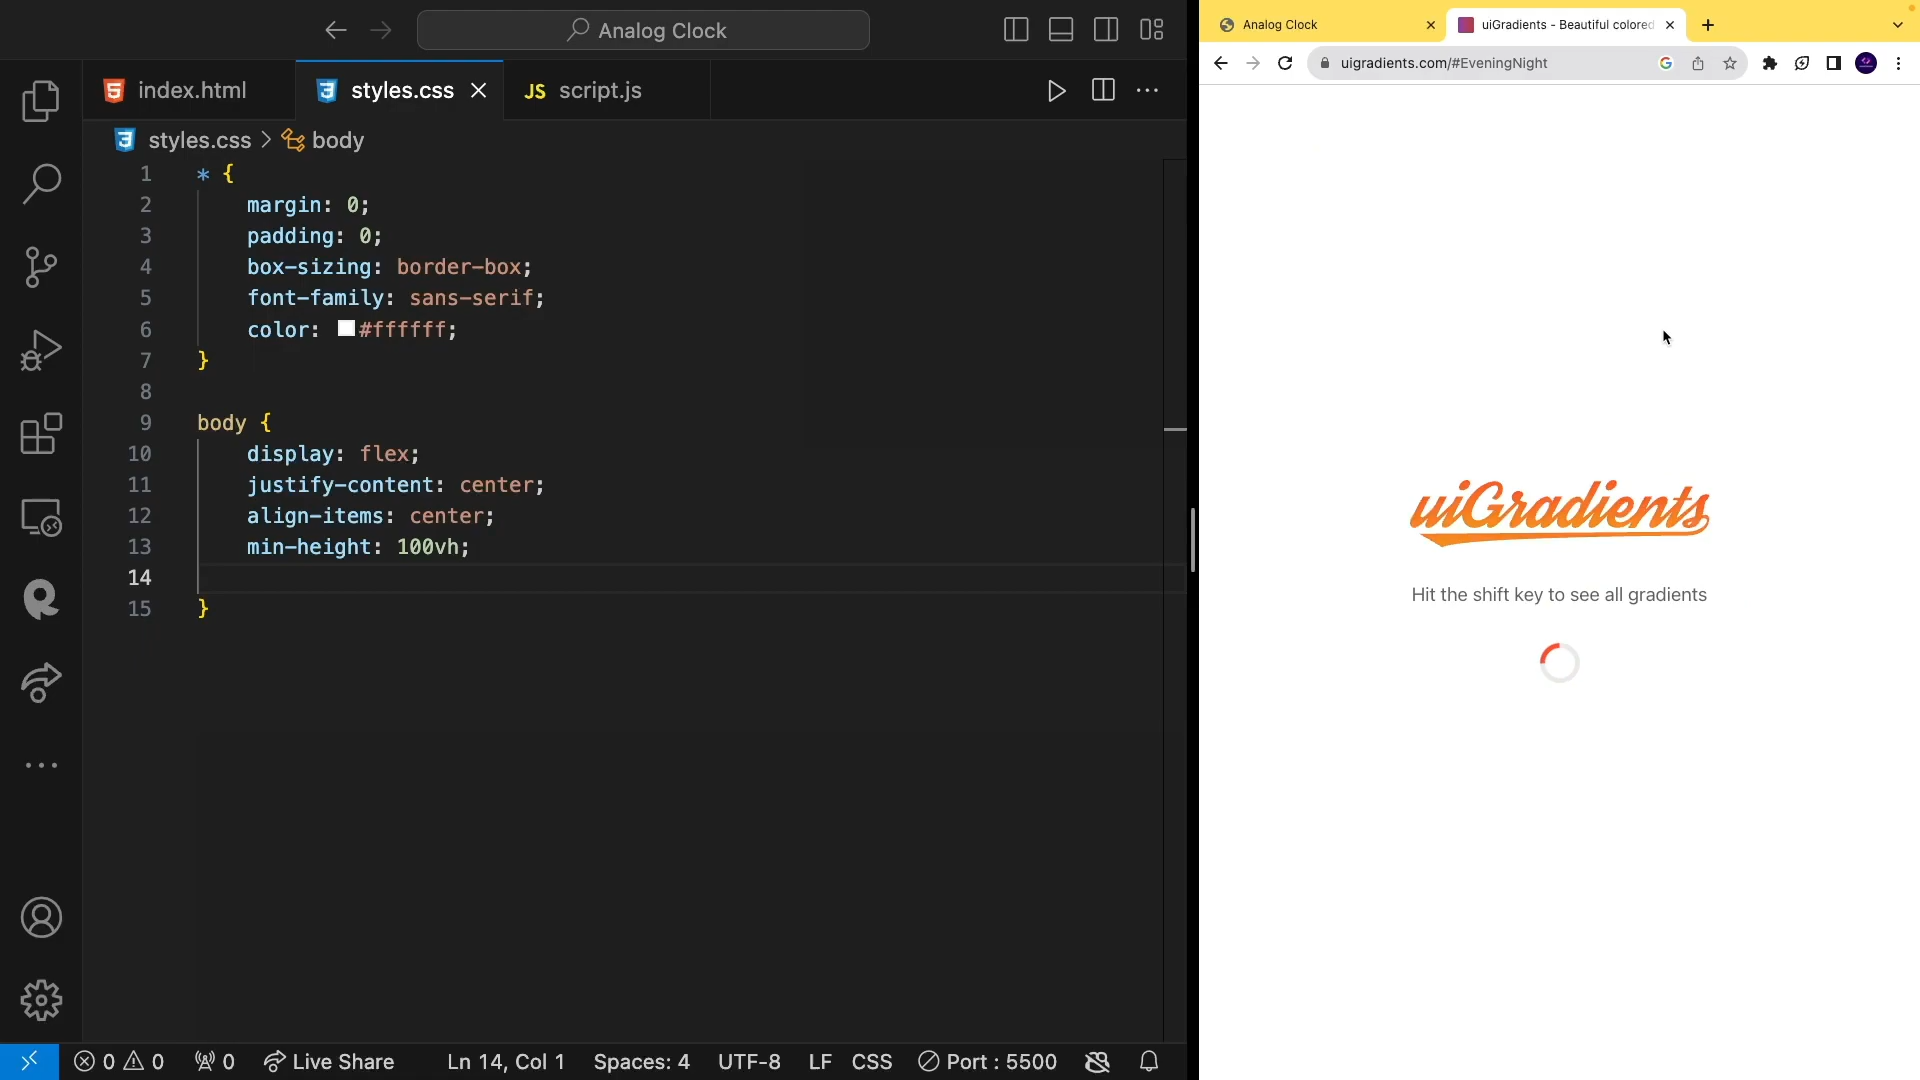 Analog Clock
index.html
styles.css
JS script.js
styles.css > body
1 * {
2 margin: 0;
3 padding: 0;
4 box-sizing: border-box;
5 font-family: sans-serif;
6 color: #ffffff;
7 }
8
9 body {
10 display: flex;
11 justify-content: center;
12 align-items: center;
13 min-height: 100vh;
14
15 }
0 0
0
Live Share
Ln 14, Col 1
Spaces: 4
UTF-8
LF
CSS
Port : 5500
Analog Clock
uiGradients - Beautiful colored
uigradients.com/#EveningNight
uiGradients
Hit the shift key to see all gradients